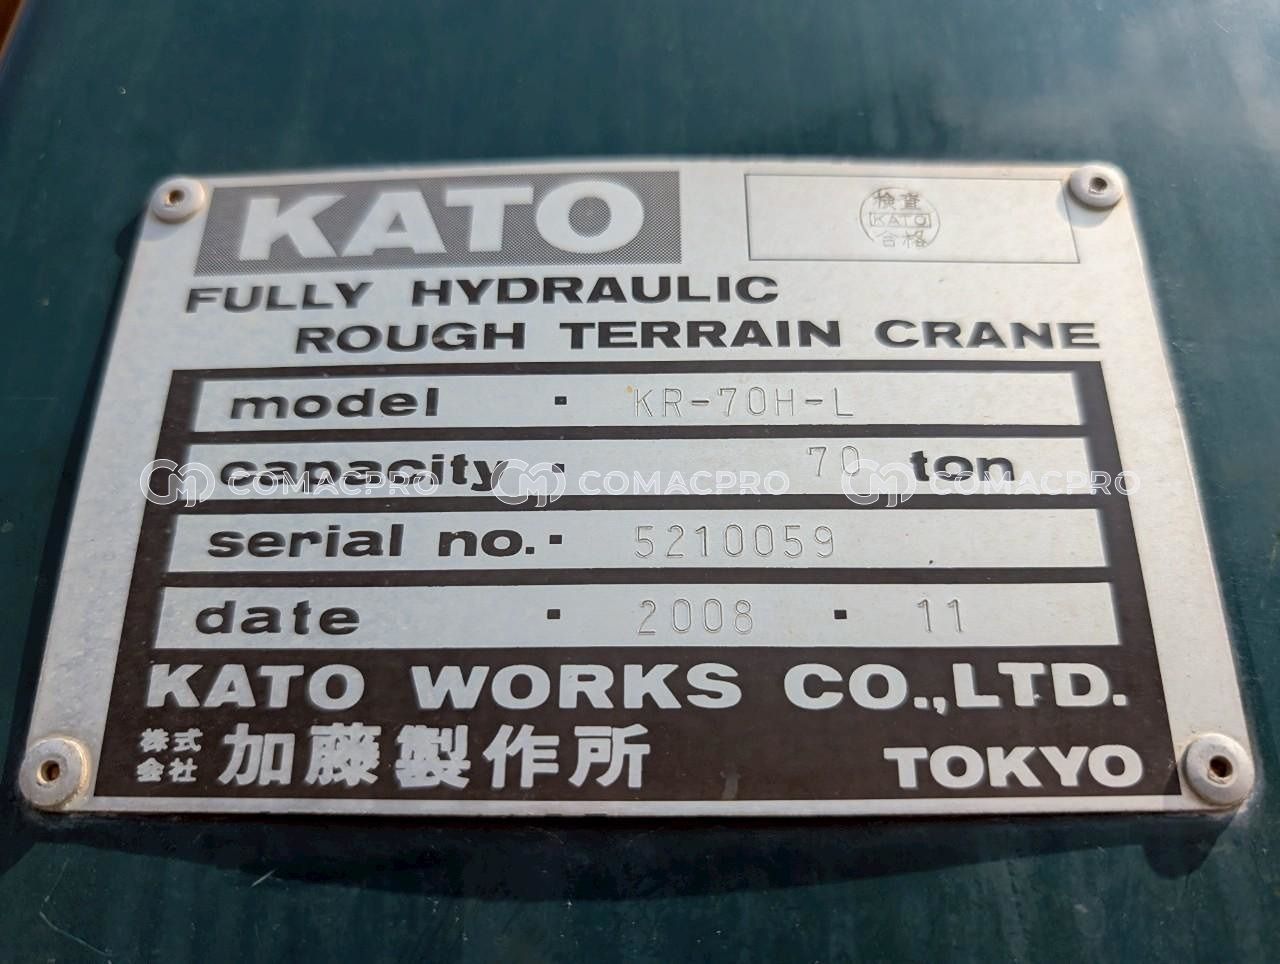 KATO
検査
KATO
合格
FULLY HYDRAULIC
ROUGH TERRAIN CRANE
model · KR-70H-L
capacity · 70 ton
COMACPRO COMACPRO COMACPRO
serial no. · 5210059
date · 2008 · 11
KATO WORKS CO.,LTD.
株式会社 加藤製作所 TOKYO